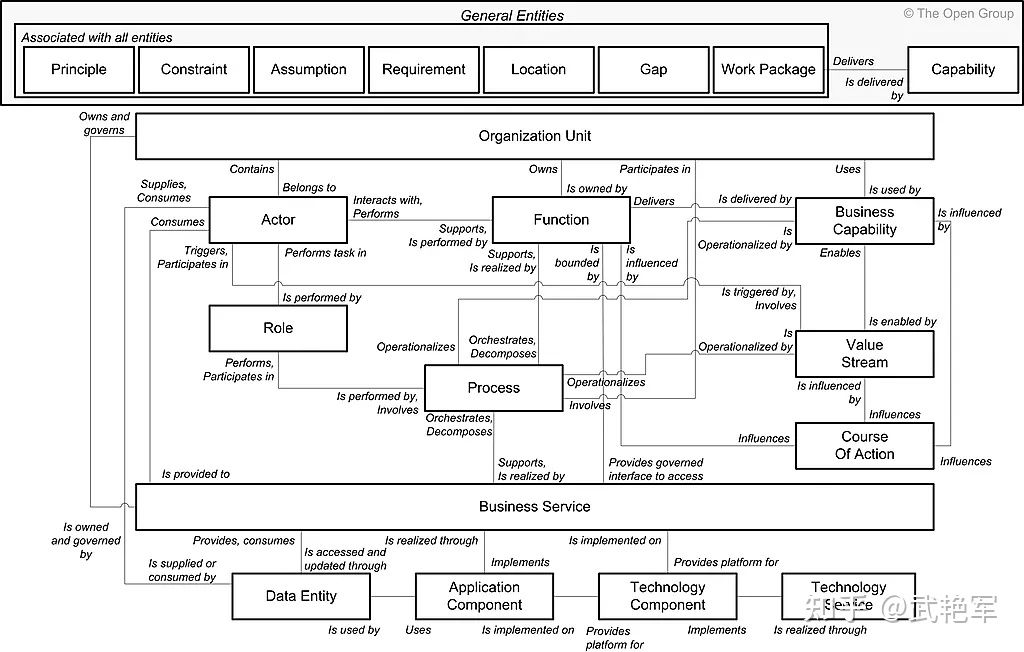 General Entities
© The Open Group
Associated with all entities
Principle
Constraint
Assumption
Requirement
Location
Gap
Work Package
Delivers
Is delivered
by
Capability
Owns and
governs
Organization Unit
Contains
Belongs to
Owns
Is owned by
Participates in
Uses
Is used by
Supplies,
Consumes
Consumes
Actor
Interacts with,
Performs
Supports,
Is performed by
Function
Delivers
Is delivered by
Business
Capability
Is influenced
by
Is
Operationalized by
Triggers,
Participates in
Performs task in
Supports,
Is realized by
Is
bounded
by
Is
influenced
by
Enables
Is performed by
Is triggered by,
Involves
Role
Is enabled by
Operationalizes
Orchestrates,
Decomposes
Is
Operationalized by
Value
Stream
Performs,
Participates in
Process
Operationalizes
Involves
Is performed by,
Involves
Orchestrates,
Decomposes
Is influenced
by
Influences
Influences
Course
Of Action
Influences
Is provided to
Supports,
Is realized by
Provides governed
interface to access
Business Service
Is owned
and governed
by
Provides, consumes
Is accessed and
updated through
Is realized through
Implements
Is implemented on
Provides platform for
Is supplied or
consumed by
Data Entity
Application
Component
Technology
Component
Technology
Service
知乎 @武艳军
Is used by
Uses
Is implemented on
Provides
platform for
Implements
Is realized through